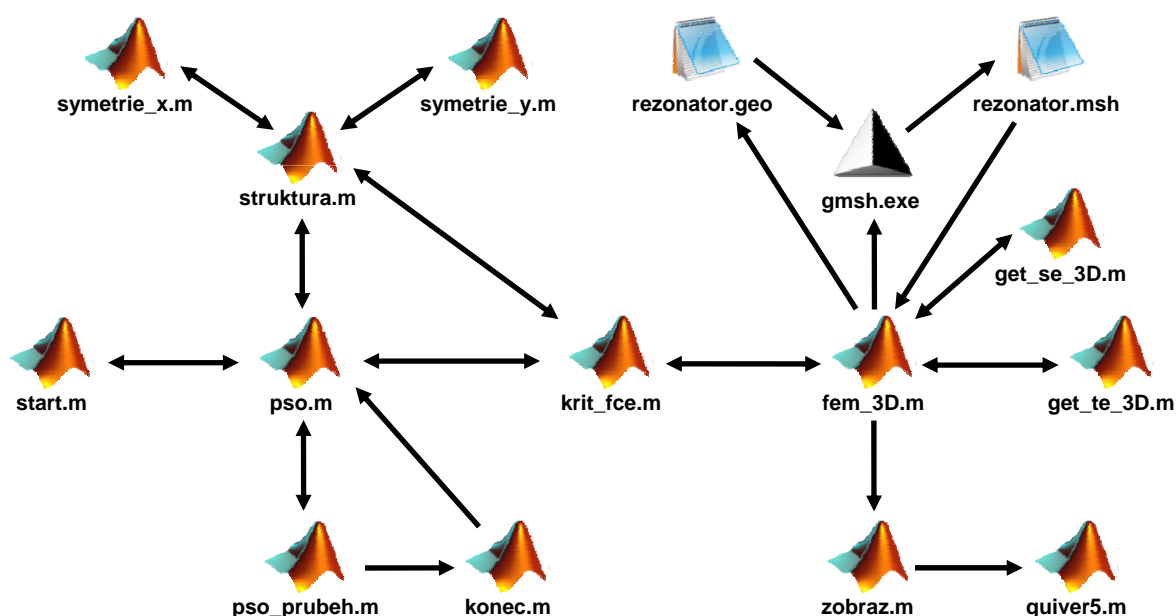 symetrie_x.m
symetrie_y.m
rezonator.geo
rezonator.msh
struktura.m
gmsh.exe
get_se_3D.m
start.m
pso.m
krit_fce.m
fem_3D.m
get_te_3D.m
pso_prubeh.m
konec.m
zobraz.m
quiver5.m